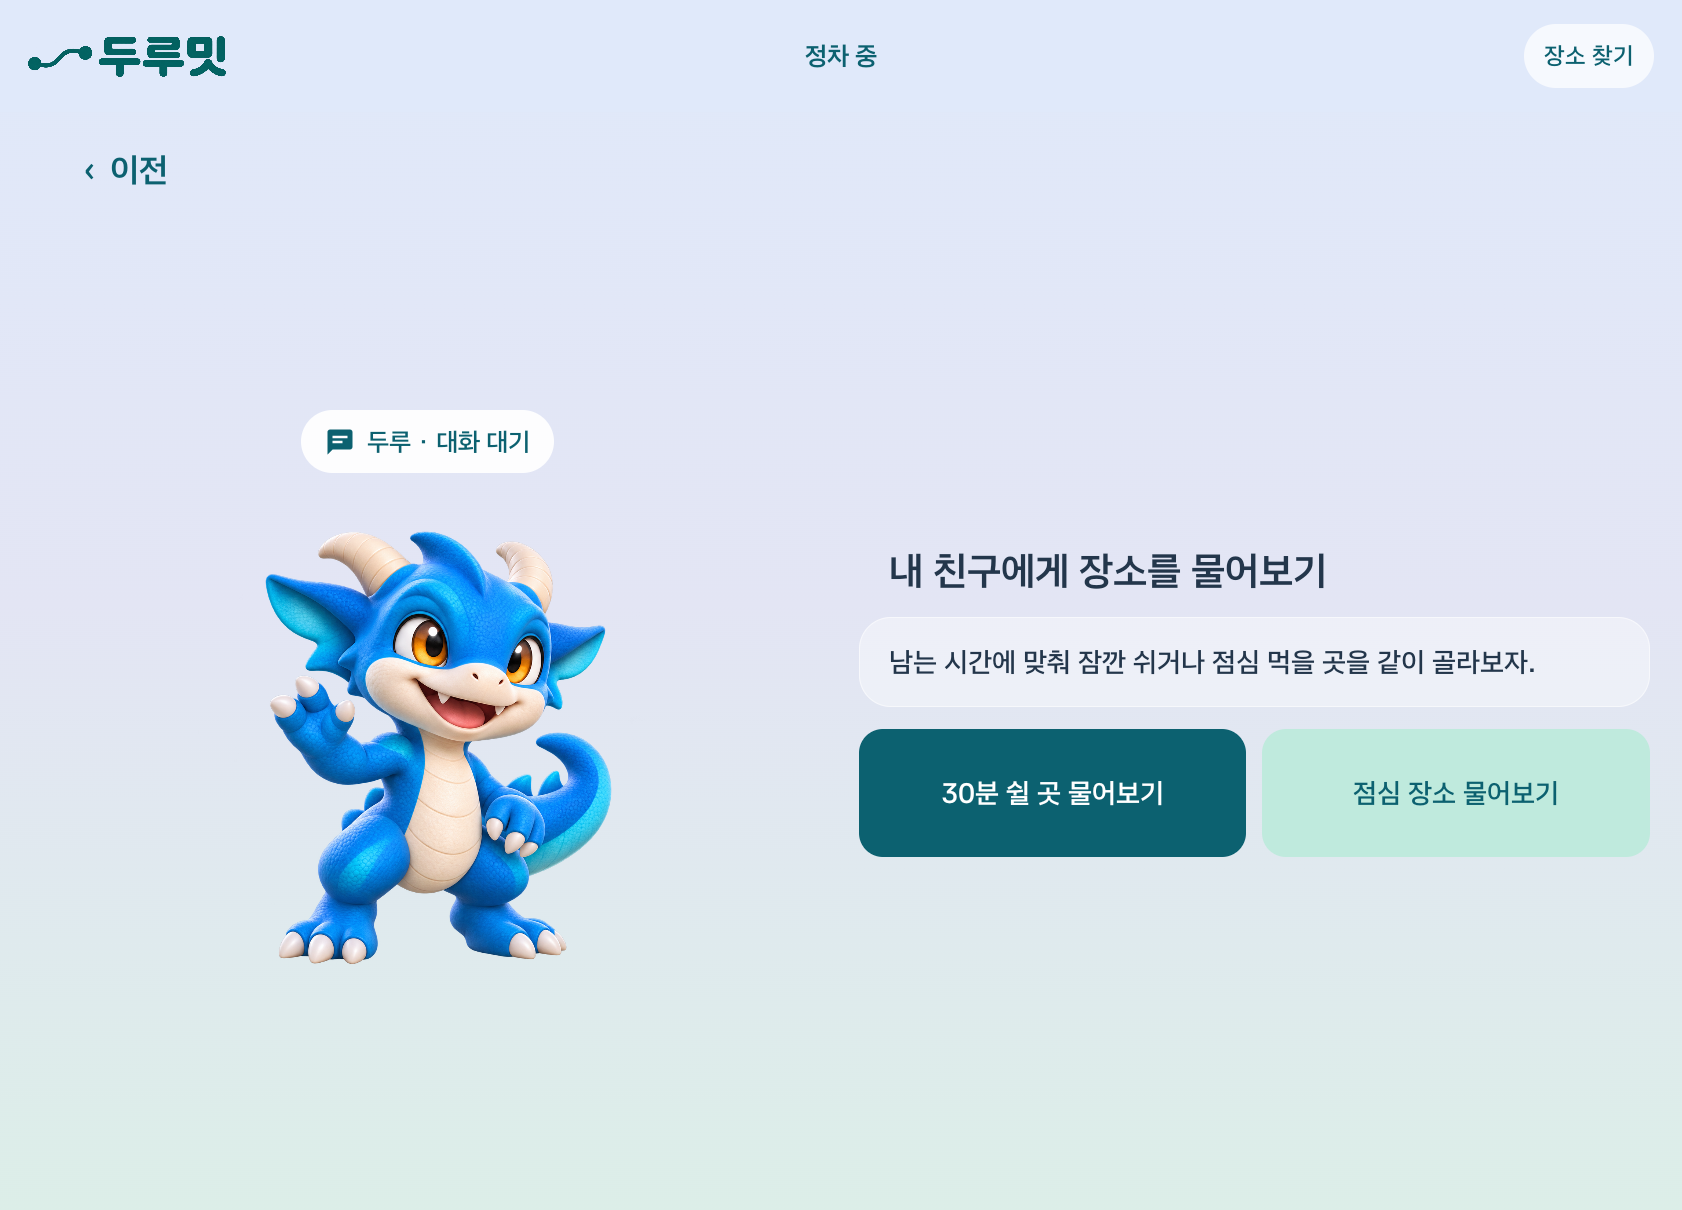 두루밋
정차 중
장소 찾기
‹ 이전
두루 · 대화 대기
내 친구에게 장소를 물어보기
남는 시간에 맞춰 잠깐 쉬거나 점심 먹을 곳을 같이 골라보자.
30분 쉴 곳 물어보기
점심 장소 물어보기